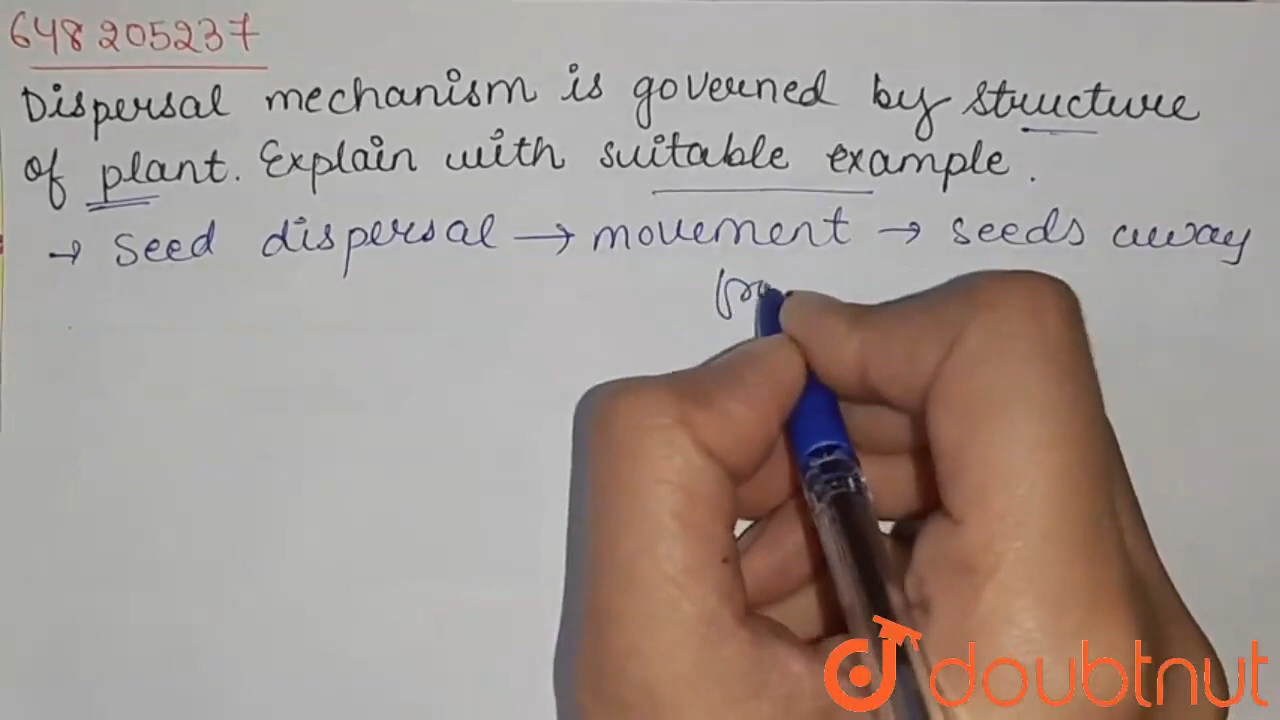 648205237
Dispersal mechanism is governed by structure
of plant. Explain with suitable example.
→ Seed dispersal → movement → seeds away
doubtnut